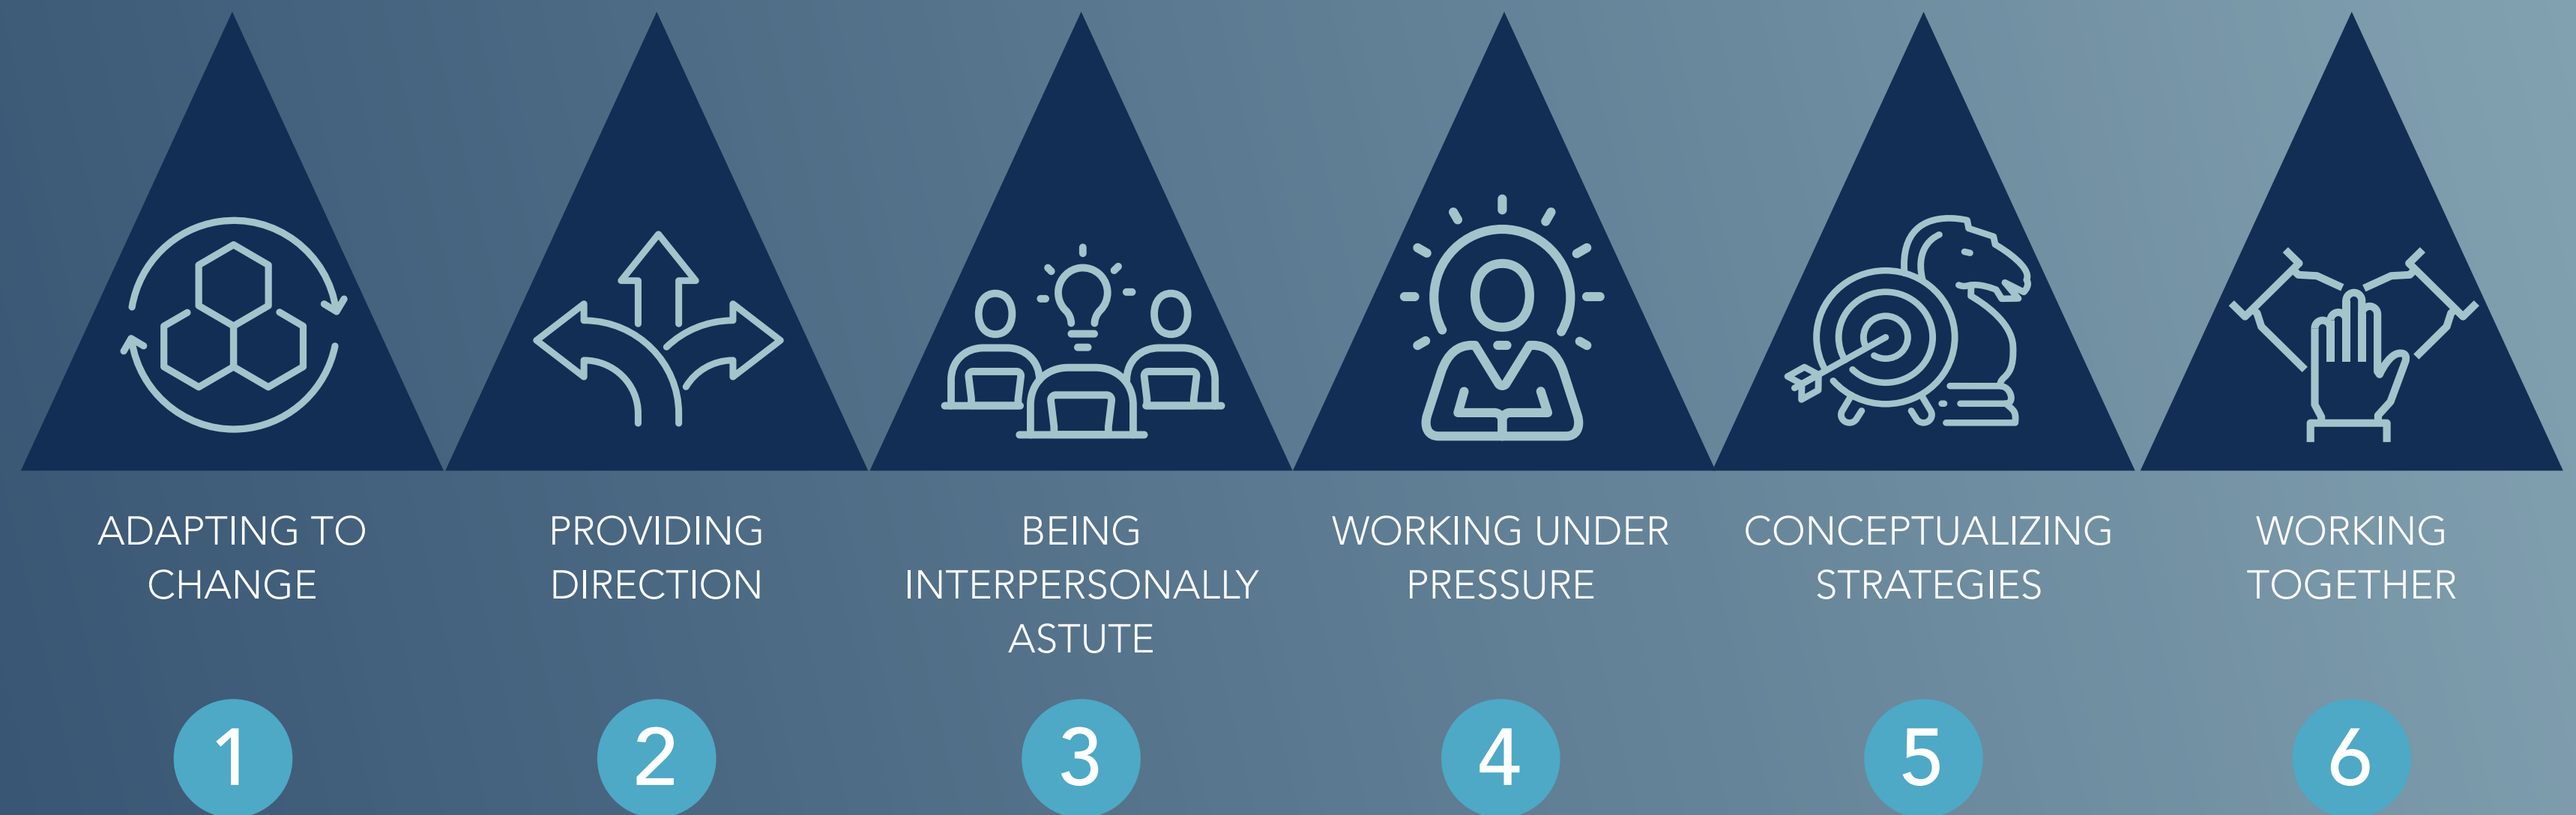 ADAPTING TO
CHANGE
1
PROVIDING
DIRECTION
2
BEING
INTERPERSONALLY
ASTUTE
3
WORKING UNDER
PRESSURE
4
CONCEPTUALIZING
STRATEGIES
5
WORKING
TOGETHER
6